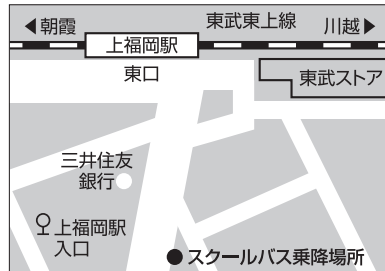 ◀朝霞
東武東上線
川越▶
上福岡駅
東口
東武ストア
三井住友
銀行
上福岡駅
入口
●スクールバス乗降場所